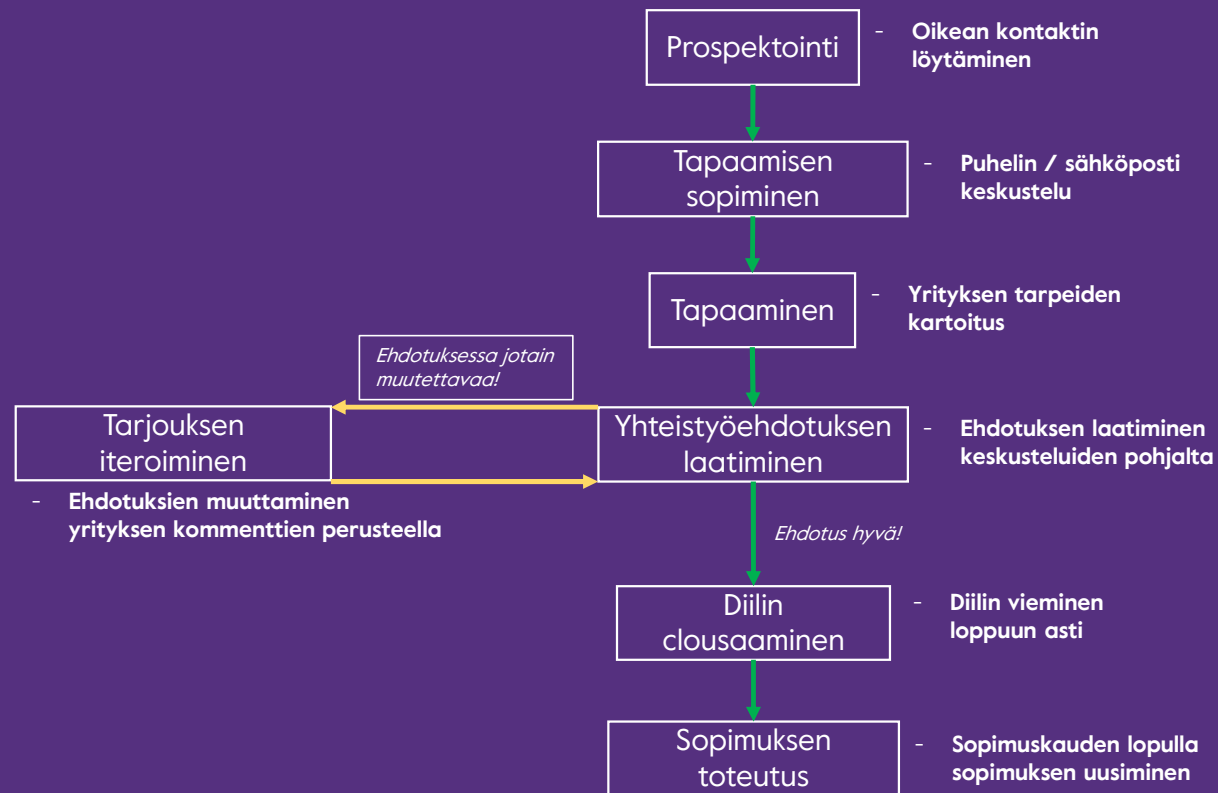 Prospektointi
- Oikean kontaktin
löytäminen
Tapaamisen
sopiminen
- Puhelin / sähköposti
keskustelu
Tapaaminen
- Yrityksen tarpeiden
kartoitus
Ehdotuksessa jotain
muutettavaa!
Tarjouksen
iteroiminen
- Ehdotuksien muuttaminen
yrityksen kommenttien perusteella
Yhteistyöehdotuksen
laatiminen
- Ehdotuksen laatiminen
keskusteluiden pohjalta
Ehdotus hyvä!
Diilin
clousaaminen
- Diilin vieminen
loppuun asti
Sopimuksen
toteutus
- Sopimuskauden lopulla
sopimuksen uusiminen